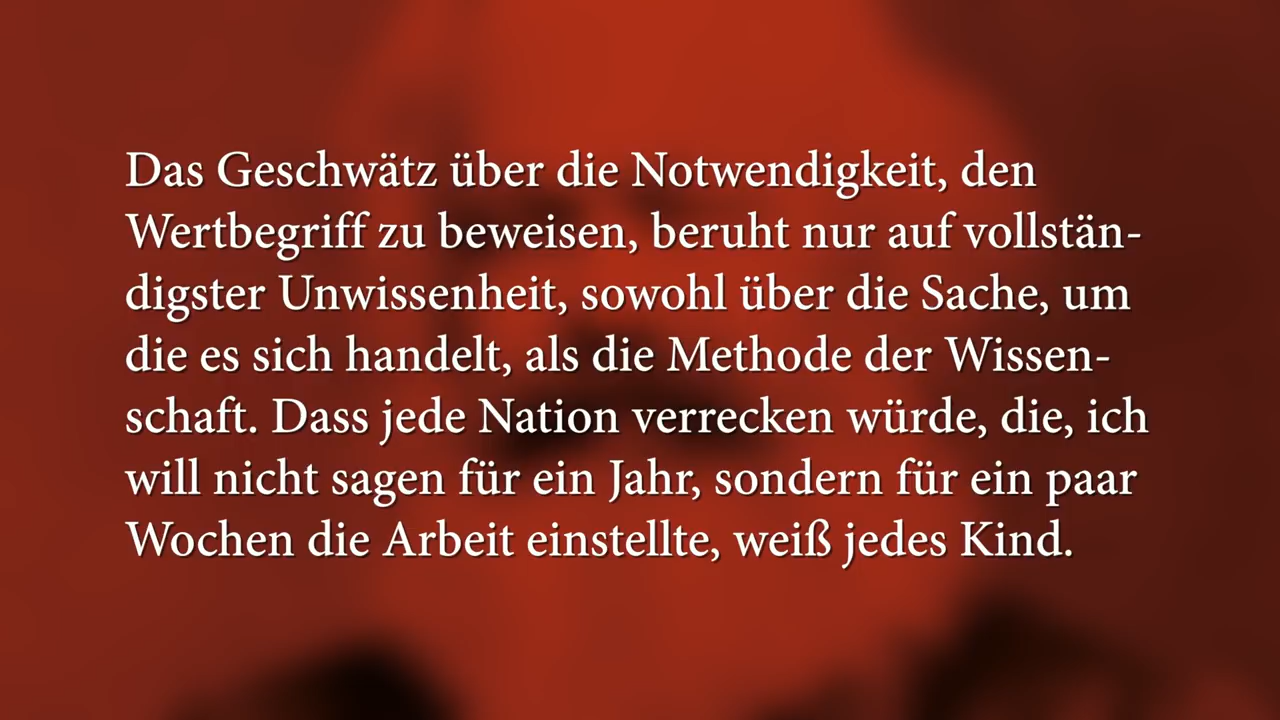 Das Geschwätz über die Notwendigkeit, den
Wertbegriff zu beweisen, beruht nur auf vollstän-
digster Unwissenheit, sowohl über die Sache, um
die es sich handelt, als die Methode der Wissen-
schaft. Dass jede Nation verrecken würde, die, ich
will nicht sagen für ein Jahr, sondern für ein paar
Wochen die Arbeit einstellte, weiß jedes Kind.